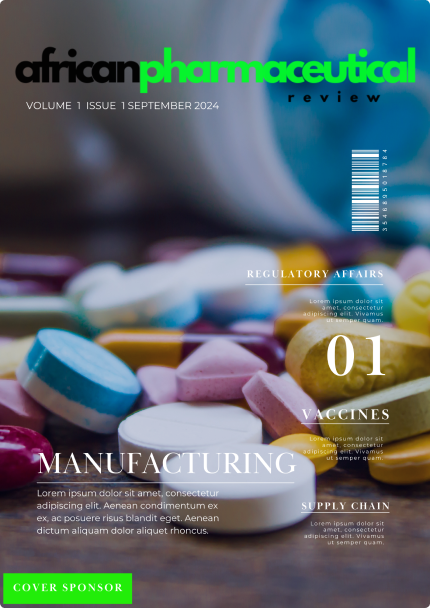 africanpharmaceutical
review
VOLUME 1 ISSUE 1 SEPTEMBER 2024
REGULATORY AFFAIRS
Lorem ipsum dolor sit
amet, consectetur
adipiscing elit. Vivamus
ut semper quam.
01
VACCINES
Lorem ipsum dolor sit
amet, consectetur
adipiscing elit. Vivamus
ut semper quam.
MANUFACTURING
Lorem ipsum dolor sit amet, consectetur
adipiscing elit. Aenean condimentum ex
ex, ac posuere risus blandit eget. Aenean
dictum aliquam dolor aliquet rhoncus.
SUPPLY CHAIN
Lorem ipsum dolor sit
amet, consectetur
adipiscing elit. Vivamus
ut semper quam.
COVER SPONSOR